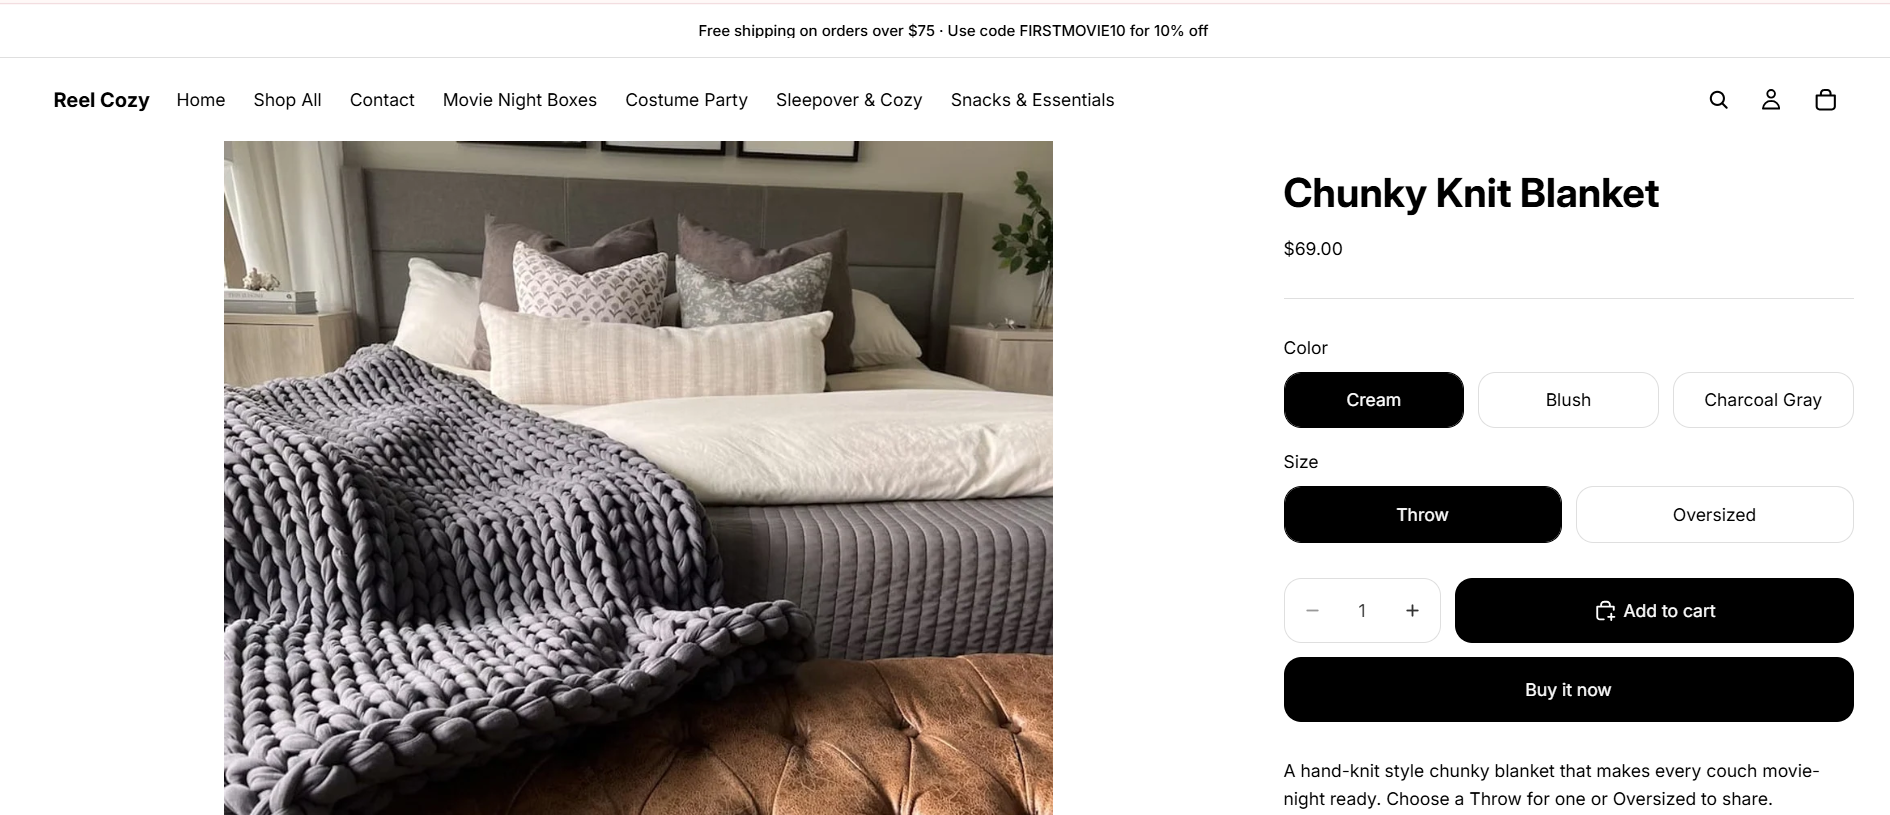 Free shipping on orders over $75 · Use code FIRSTMOVIE10 for 10% off
Reel Cozy Home Shop All Contact Movie Night Boxes Costume Party Sleepover & Cozy Snacks & Essentials
Chunky Knit Blanket
$69.00
Color
Cream Blush Charcoal Gray
Size
Throw Oversized
1 Add to cart
Buy it now
A hand-knit style chunky blanket that makes every couch movie-
night ready. Choose a Throw for one or Oversized to share.